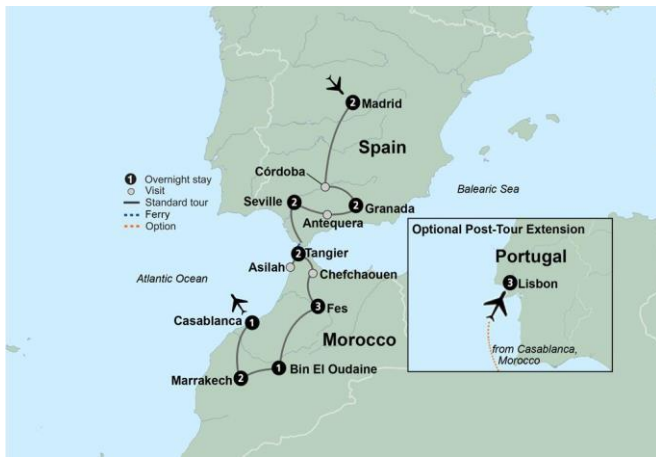 2 Madrid
Spain
Córdoba
1 Overnight stay
Visit
Standard tour
Ferry
Option
Seville 2
2 Granada
Antequera
Balearic Sea
2 Tangier
Asilah
Chefchaouen
Atlantic Ocean
3 Fes
Casablanca 1
Morocco
1 Bin El Oudaine
Marrakech 2
Optional Post-Tour Extension
Portugal
3 Lisbon
from Casablanca,
Morocco